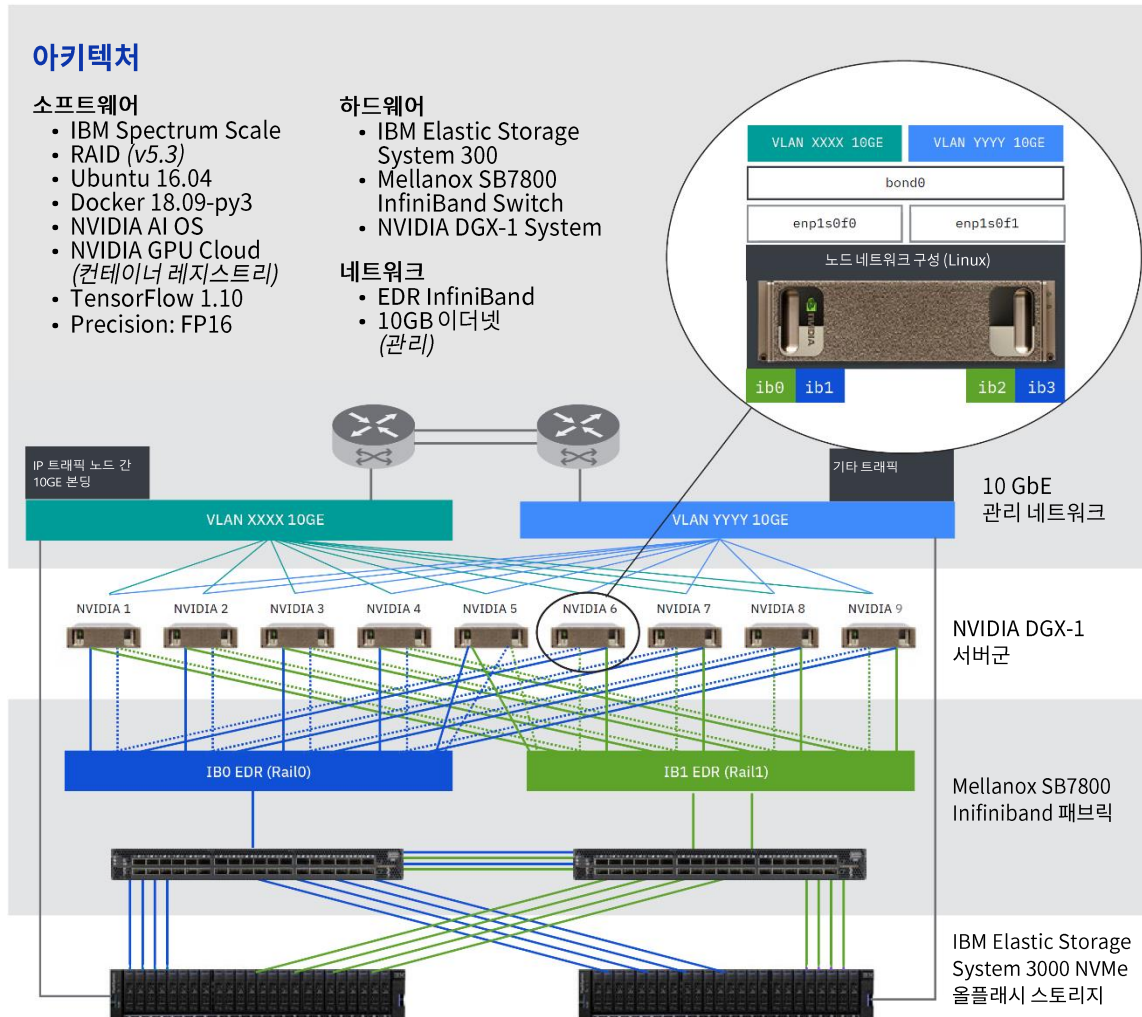 아키텍처
소프트웨어
• IBM Spectrum Scale
• RAID (v5.3)
• Ubuntu 16.04
• Docker 18.09-py3
• NVIDIA AI OS
• NVIDIA GPU Cloud
(컨테이너 레지스트리)
• TensorFlow 1.10
• Precision: FP16
하드웨어
• IBM Elastic Storage
System 300
• Mellanox SB7800
InfiniBand Switch
• NVIDIA DGX-1 System
네트워크
• EDR InfiniBand
• 10GB 이더넷
(관리)
VLAN XXXX 10GE
VLAN YYYY 10GE
bond0
enp1s0f0
enp1s0f1
노드 네트워크 구성 (Linux)
NVIDIA
ib0
ib1
ib2
ib3
IP 트래픽 노드 간
10GE 본딩
기타 트래픽
VLAN XXXX 10GE
VLAN YYYY 10GE
10 GbE
관리 네트워크
NVIDIA 1
NVIDIA 2
NVIDIA 3
NVIDIA 4
NVIDIA 5
NVIDIA 6
NVIDIA 7
NVIDIA 8
NVIDIA 9
NVIDIA DGX-1
서버군
IB0 EDR (Rail0)
IB1 EDR (Rail1)
Mellanox SB7800
Inifiniband 패브릭
IBM Elastic Storage
System 3000 NVMe
올플래시 스토리지